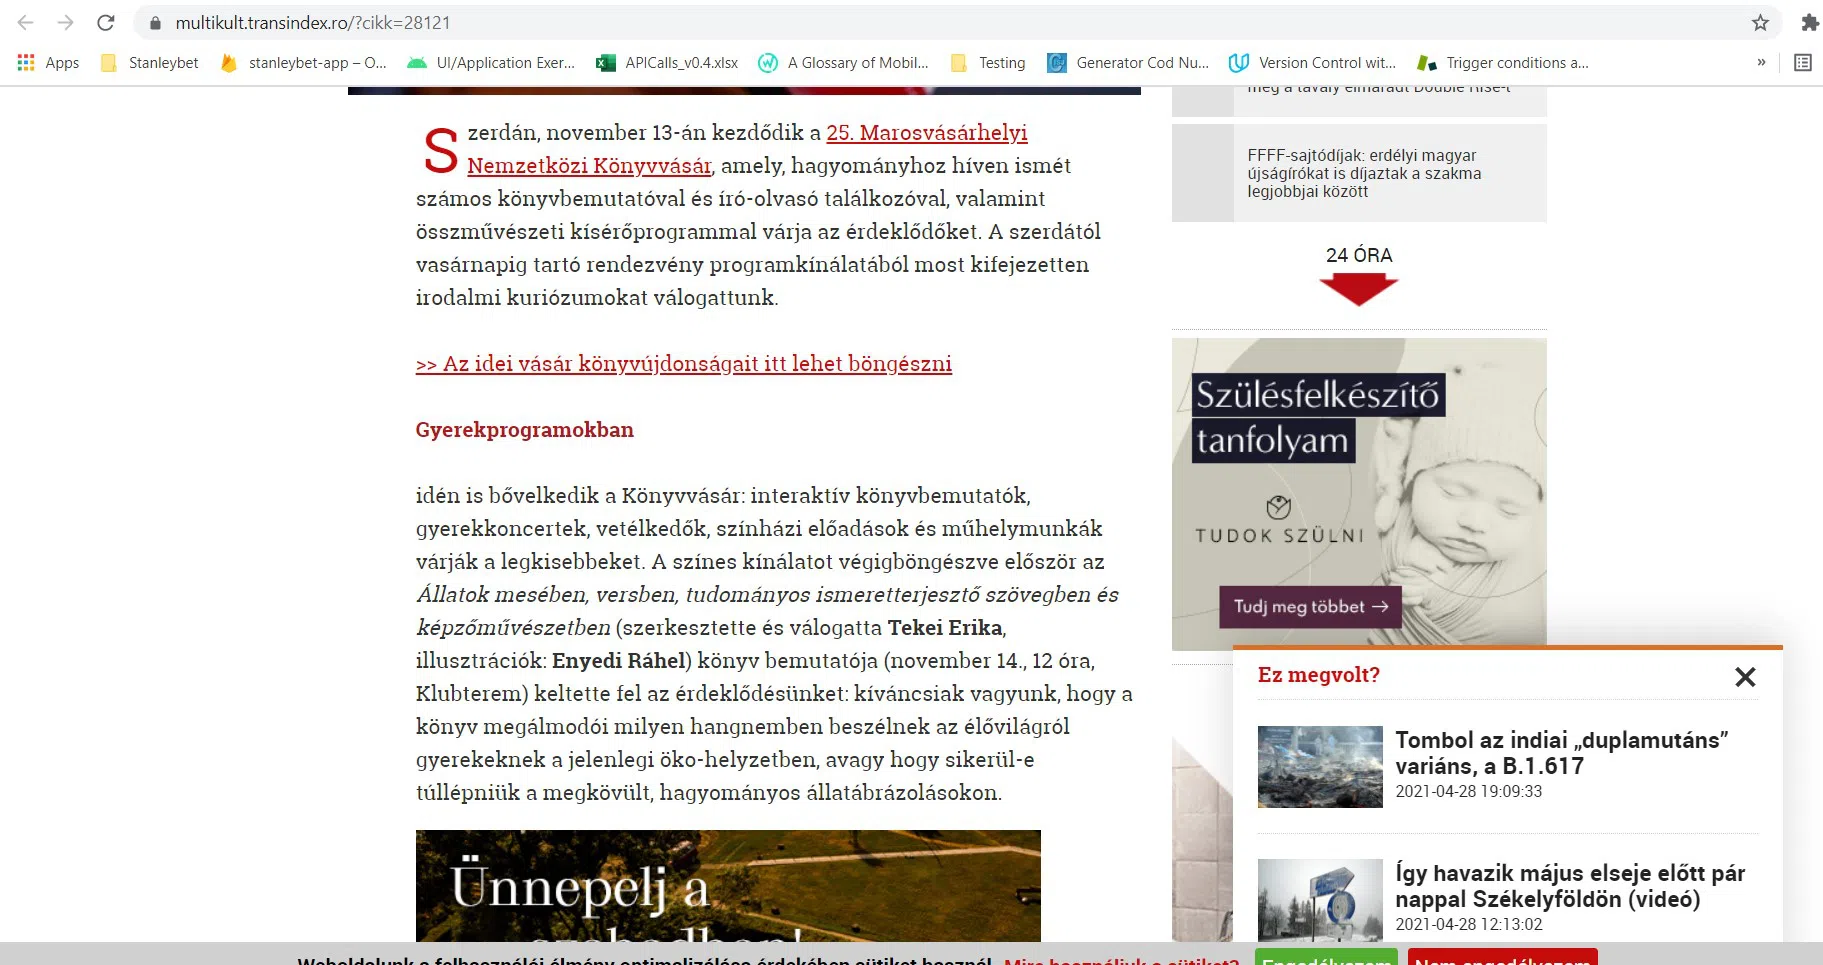 multikult.transindex.ro/?cikk=28121
Apps Stanleybet stanleybet-app – O... UI/Application Exer... APICalls_v0.4.xlsx A Glossary of Mobil... Testing Generator Cod Nu... Version Control wit... Trigger conditions a... »
Szerdán, november 13-án kezdődik a 25. Marosvásárhelyi
Nemzetközi Könyvvásár, amely, hagyományhoz híven ismét
számos könyvbemutatóval és író-olvasó találkozóval, valamint
összművészeti kísérőprogrammal várja az érdeklődőket. A szerdától
vasárnapig tartó rendezvény programkínálatából most kifejezetten
irodalmi kuriózumokat válogattunk.
>> Az idei vásár könyvújdonságait itt lehet böngészni
Gyerekprogramokban
idén is bővelkedik a Könyvvásár: interaktív könyvbemutatók,
gyerekkoncertek, vetélkedők, színházi előadások és műhelymunkák
várják a legkisebbeket. A színes kínálatot végigböngészve először az
Állatok mesében, versben, tudományos ismeretterjesztő szövegben és
képzőművészetben (szerkesztette és válogatta Tekei Erika,
illusztrációk: Enyedi Ráhel) könyv bemutatója (november 14., 12 óra,
Klubterem) keltette fel az érdeklődésünket: kíváncsiak vagyunk, hogy a
könyv megálmodói milyen hangnemben beszélnek az élővilágról
gyerekeknek a jelenlegi öko-helyzetben, avagy hogy sikerül-e
túllépniük a megkövült, hagyományos állatábrázolásokon.
Ünnepelj a
szabadban!
meg a tavaly elmaradt Double Rise-t
FFFF-sajtódíjak: erdélyi magyar
újságírókat is díjaztak a szakma
legjobbjai között
24 ÓRA
Szülésfelkészítő
tanfolyam
TUDOK SZÜLNI
Tudj meg többet →
Ez megvolt?
Tombol az indiai „duplamutáns”
variáns, a B.1.617
2021-04-28 19:09:33
Így havazik május elseje előtt pár
nappal Székelyföldön (videó)
2021-04-28 12:13:02
Weboldalunk a felhasználói élmény optimalizálása érdekében sütiket használ. Mire használjuk a sütiket? Engedélyezem Nem engedélyezem